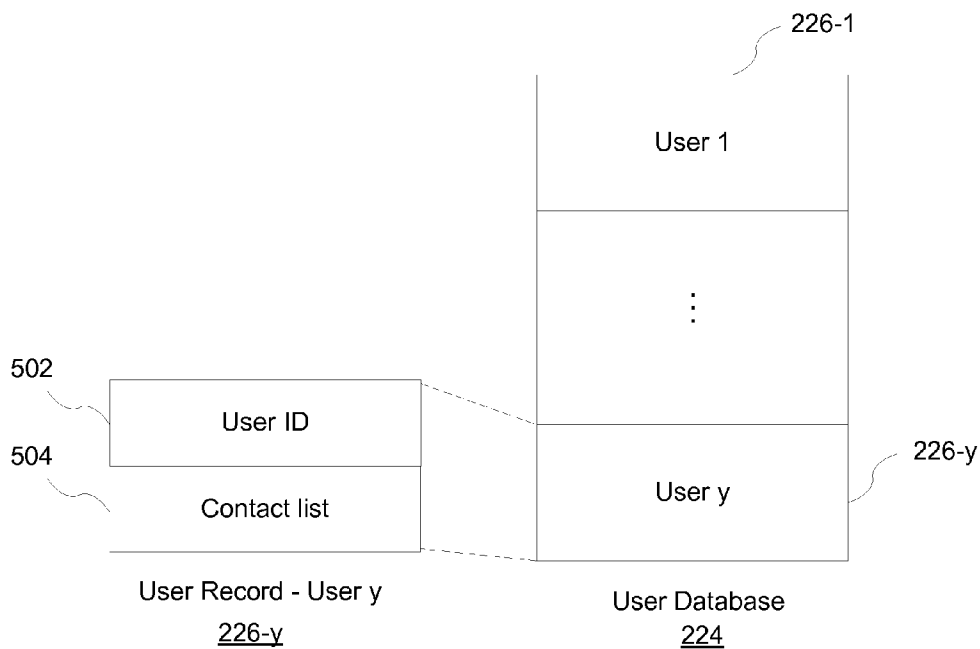 226-1
User 1
⋮
502
User ID
504
Contact list
User y
226-y
User Record - User y
226-y
User Database
224